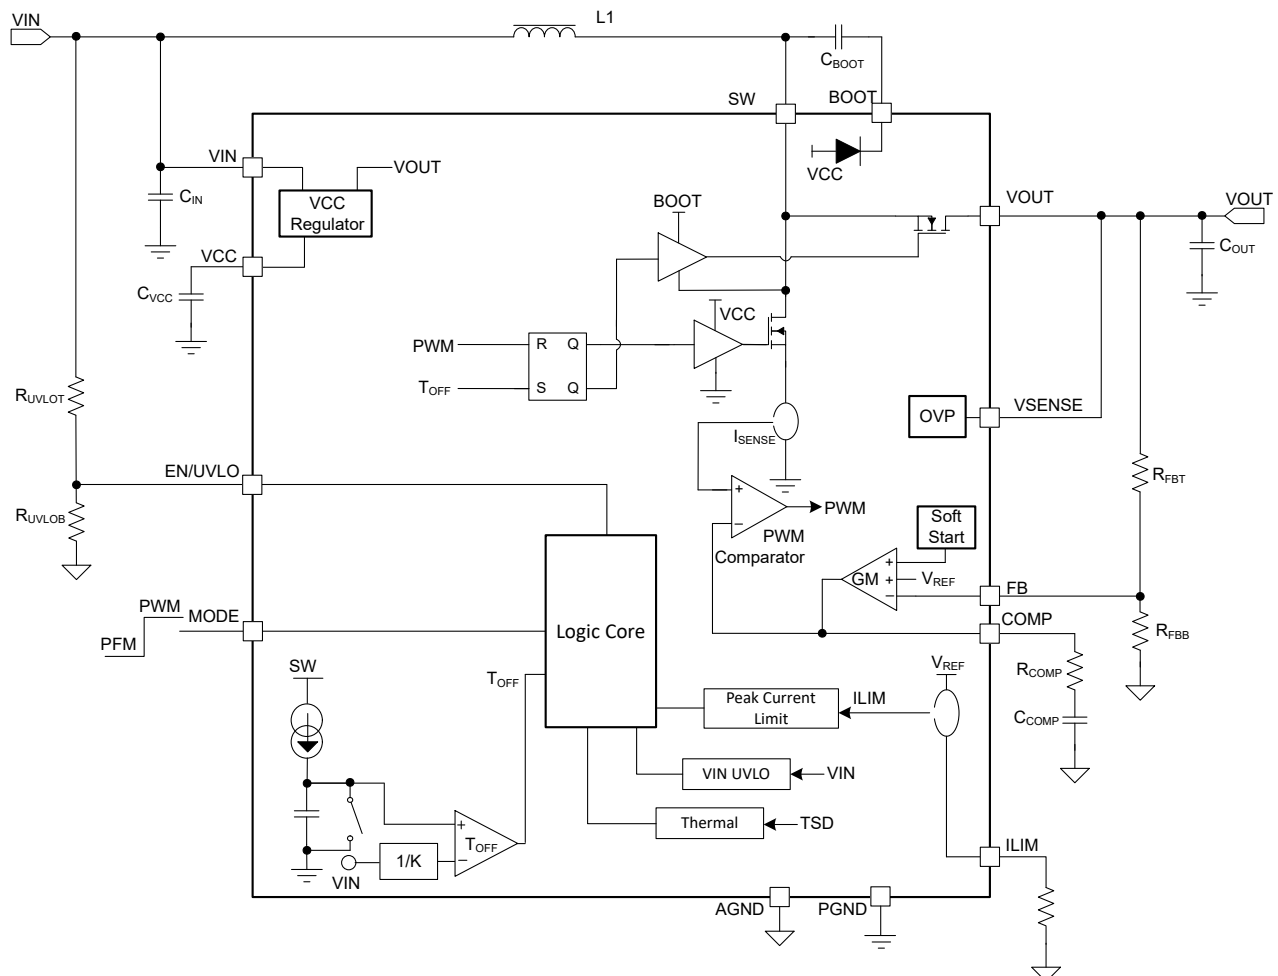 VIN
L1
CBOOT
SW
BOOT
VIN
VOUT
VCC
CIN
VCC
Regulator
BOOT
VOUT
VOUT
COUT
VCC
CVCC
VCC
PWM
R
Q
TOFF
S
Q
RUVLOT
OVP
VSENSE
ISENSE
EN/UVLO
RFBT
+
−
PWM
PWM
Comparator
Soft
Start
RUVLOB
GM
+
+
−
VREF
FB
PWM
MODE
PFM
Logic Core
COMP
RFBB
SW
TOFF
VREF
RCOMP
Peak Current
Limit
ILIM
CCOMP
VIN UVLO
VIN
Thermal
TSD
+
TOFF
−
1/K
VIN
ILIM
AGND
PGND